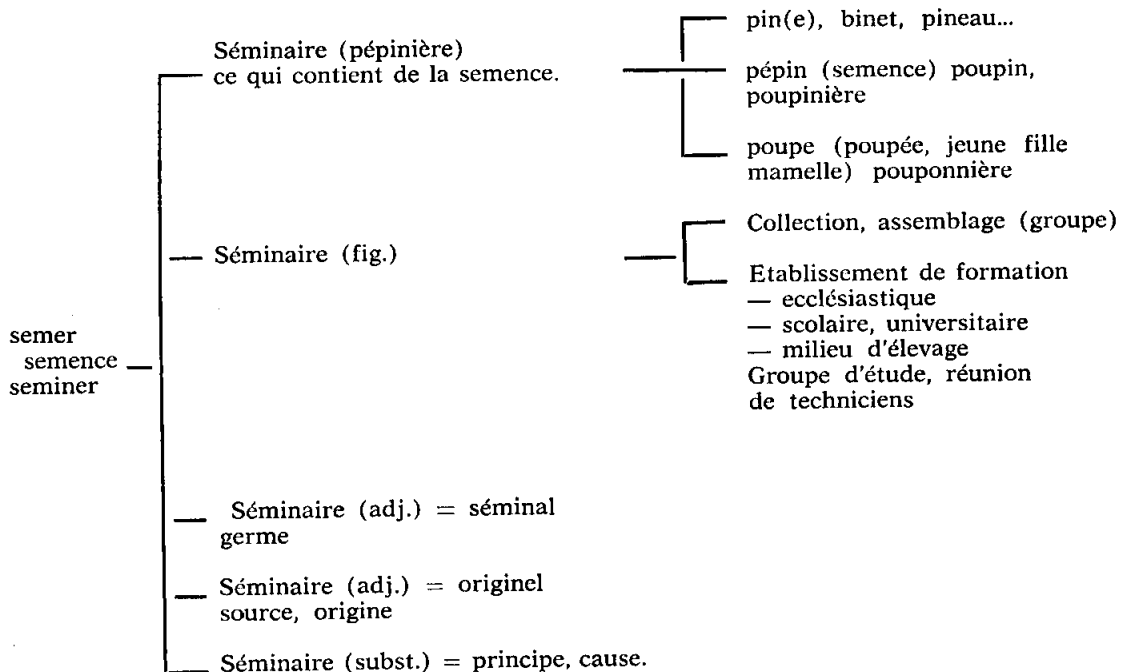 semer
semence
seminer
Séminaire (pépinière)
ce qui contient de la semence.
pin(e), binet, pineau...
pépin (semence) poupin,
poupinière
poupe (poupée, jeune fille
mamelle) pouponnière
Séminaire (fig.)
Collection, assemblage (groupe)
Etablissement de formation
— ecclésiastique
— scolaire, universitaire
— milieu d'élevage
Groupe d'étude, réunion
de techniciens
Séminaire (adj.) = séminal
germe
Séminaire (adj.) = originel
source, origine
Séminaire (subst.) = principe, cause.